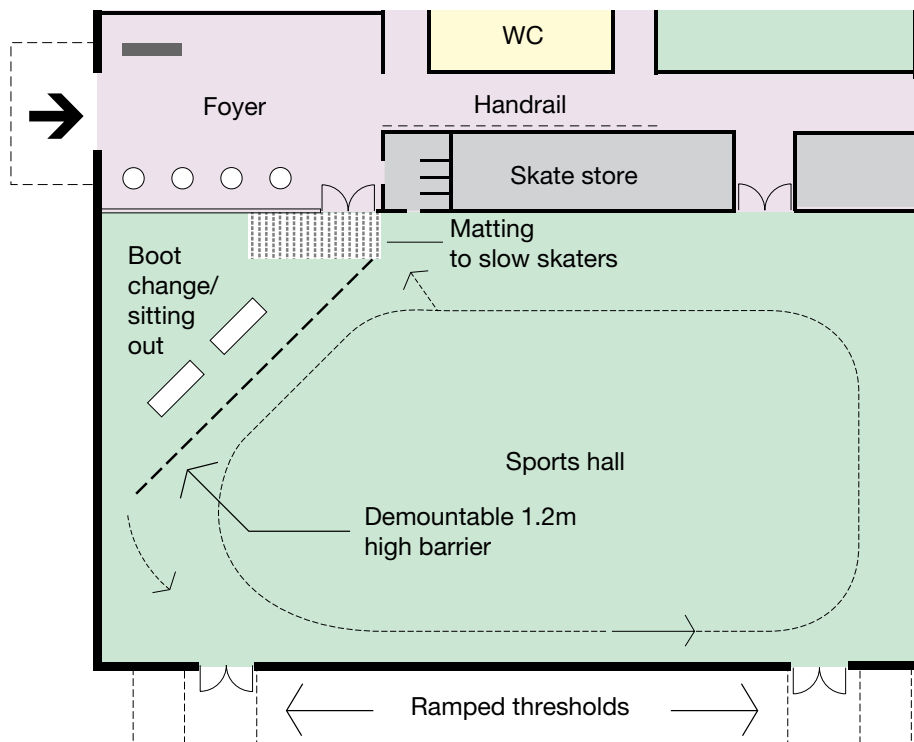 WC
Foyer
Handrail
Skate store
Matting
to slow skaters
Boot
change/
sitting
out
Sports hall
Demountable 1.2m
high barrier
Ramped thresholds